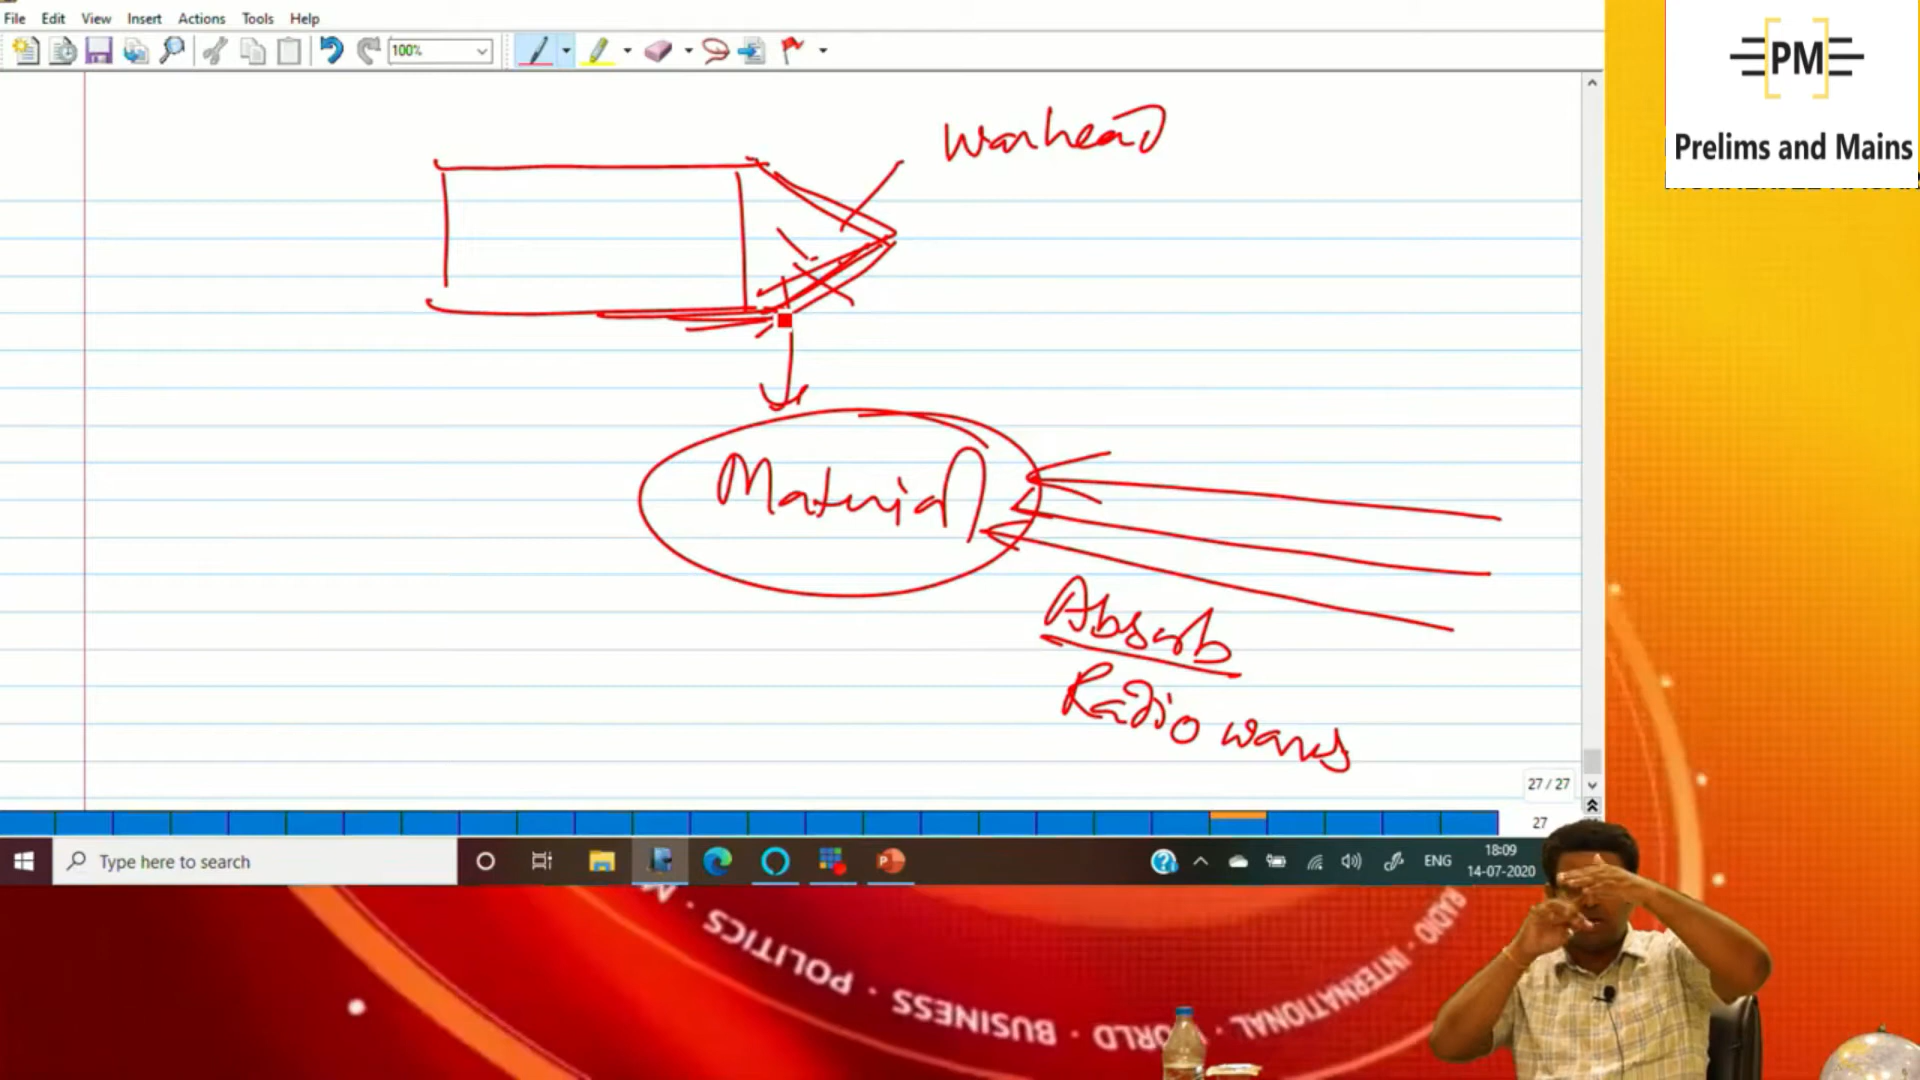 File Edit View Insert Actions Tools Help
100%
PM
Prelims and Mains
Warhead
Material
Absorb
Radio waves
27 / 27
27
Type here to search
ENG
18:09
14-07-2020
POLITICS · BUSINESS · WORLD · INTERNATIONAL · RADIO